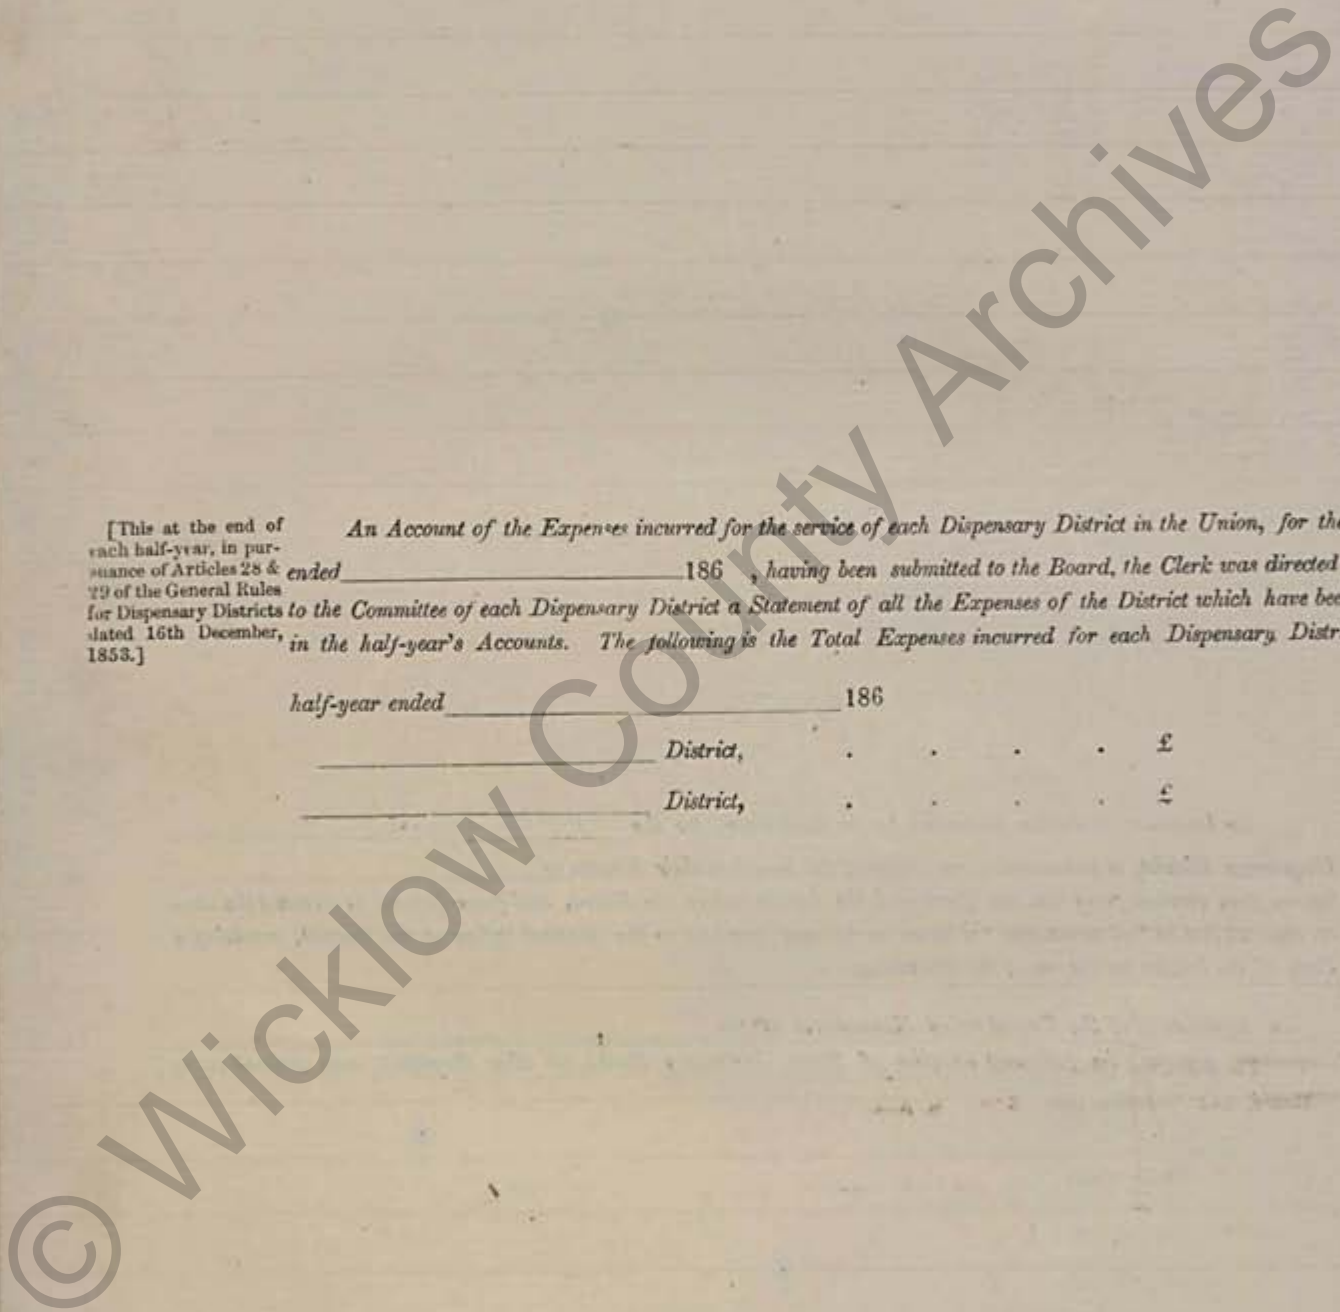 [This at the end of
each half-year, in pur-
suance of Articles 28 &
29 of the General Rules
for Dispensary Districts
dated 16th December,
1853.]
An Account of the Expenses incurred for the service of each Dispensary District in the Union, for the
ended 186 , having been submitted to the Board, the Clerk was directed
to the Committee of each Dispensary District a Statement of all the Expenses of the District which have bee
in the half-year's Accounts. The following is the Total Expenses incurred for each Dispensary Distr
half-year ended 186
District, . . . . £
District, . . . . £
© Wicklow County Archives